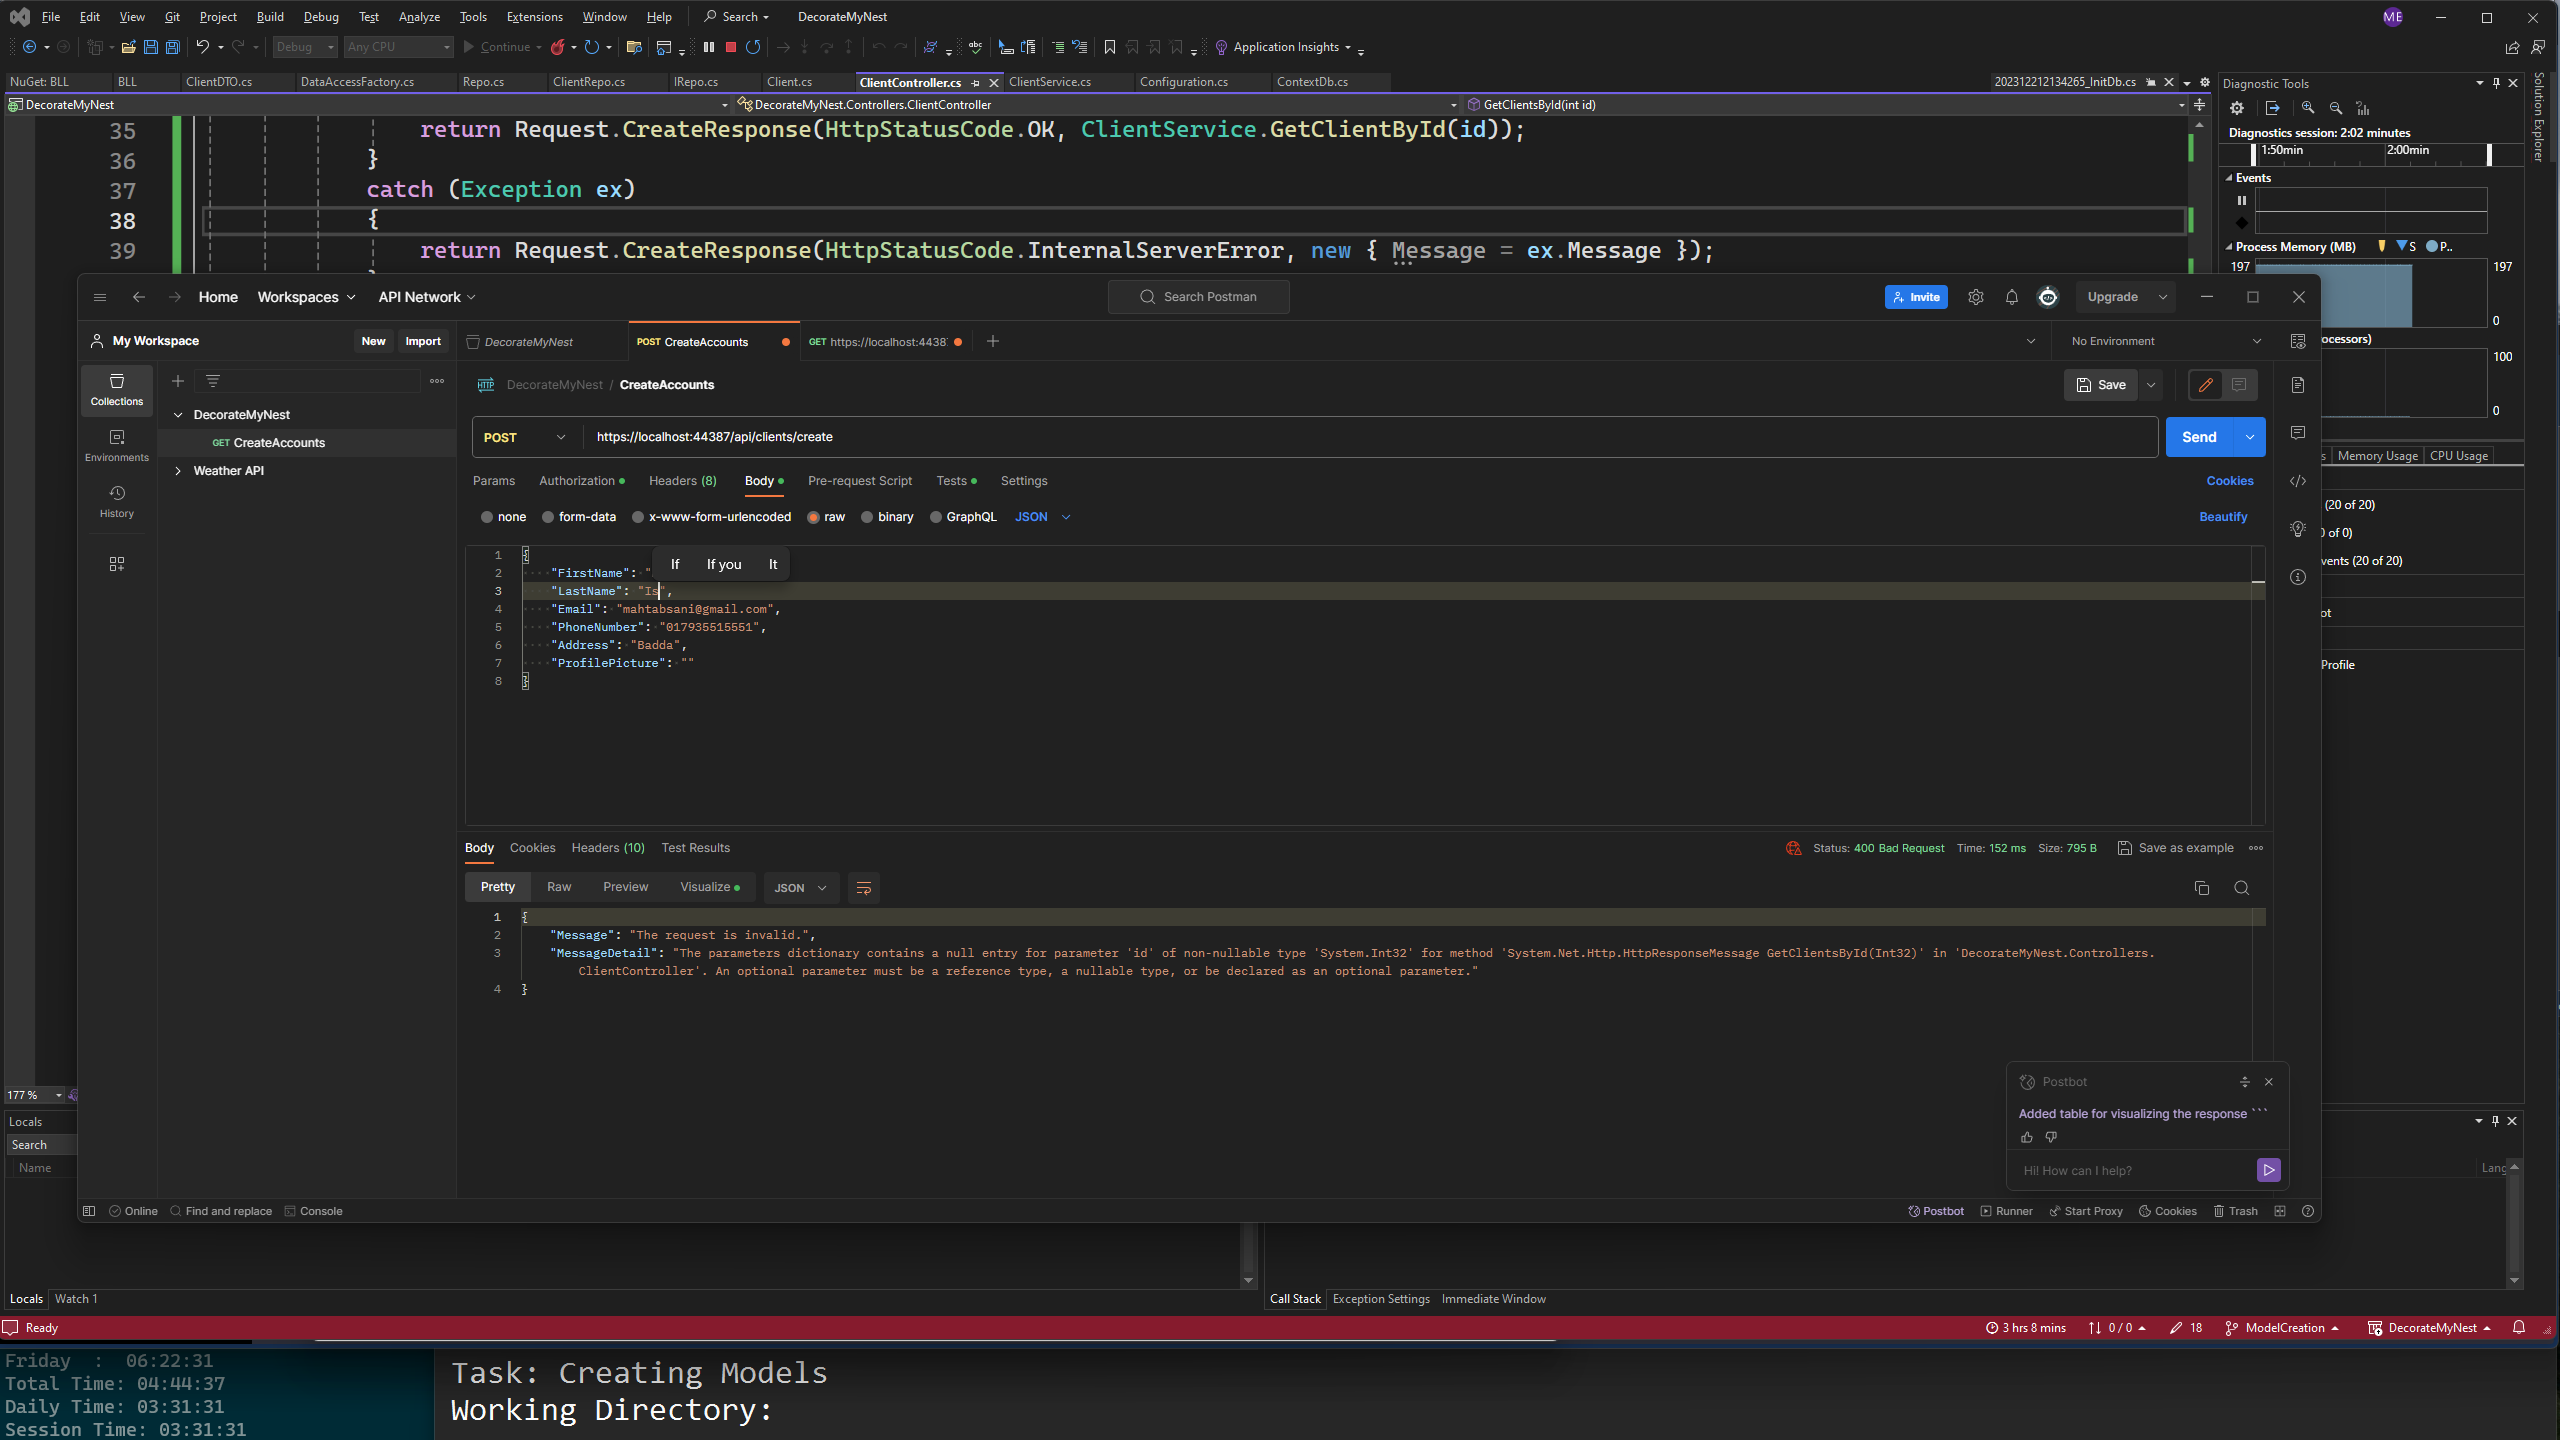 File Edit View Git Project Build Debug Test Analyze Tools Extensions Window Help Search DecorateMyNest ME
Debug Any CPU Continue Application Insights
NuGet: BLL BLL ClientDTO.cs DataAccessFactory.cs Repo.cs ClientRepo.cs IRepo.cs Client.cs ClientController.cs ClientService.cs Configuration.cs ContextDb.cs 202312212134265_InitDb.cs
DecorateMyNest DecorateMyNest.Controllers.ClientController GetClientsById(int id)
35 return Request.CreateResponse(HttpStatusCode.OK, ClientService.GetClientById(id));
36 }
37 catch (Exception ex)
38 {
39 return Request.CreateResponse(HttpStatusCode.InternalServerError, new { Message = ex.Message });
Diagnostic Tools
Diagnostics session: 2:02 minutes
1:50min 2:00min
Events
Process Memory (MB) S P..
197 197
0
ocessors)
100
0
s Memory Usage CPU Usage
(20 of 20)
0 of 0)
vents (20 of 20)
ot
Profile
Solution Explorer
Home Workspaces API Network Search Postman Invite Upgrade
My Workspace New Import DecorateMyNest POST CreateAccounts GET https://localhost:4438 No Environment
Collections
Environments
History
DecorateMyNest
GET CreateAccounts
Weather API
HTTP DecorateMyNest / CreateAccounts Save
POST https://localhost:44387/api/clients/create Send
Params Authorization Headers (8) Body Pre-request Script Tests Settings Cookies
none form-data x-www-form-urlencoded raw binary GraphQL JSON Beautify
If If you It
1 {
2 "FirstName": "
3 "LastName": "Is",
4 "Email": "mahtabsani@gmail.com",
5 "PhoneNumber": "017935515551",
6 "Address": "Badda",
7 "ProfilePicture": ""
8 }
Body Cookies Headers (10) Test Results Status: 400 Bad Request Time: 152 ms Size: 795 B Save as example
Pretty Raw Preview Visualize JSON
1 {
2 "Message": "The request is invalid.",
3 "MessageDetail": "The parameters dictionary contains a null entry for parameter 'id' of non-nullable type 'System.Int32' for method 'System.Net.Http.HttpResponseMessage GetClientsById(Int32)' in 'DecorateMyNest.Controllers.
ClientController'. An optional parameter must be a reference type, a nullable type, or be declared as an optional parameter."
4 }
Postbot
Added table for visualizing the response ```
Hi! How can I help?
Online Find and replace Console Postbot Runner Start Proxy Cookies Trash
177 %
Locals
Search
Name
Lang
Locals Watch 1 Call Stack Exception Settings Immediate Window
Ready 3 hrs 8 mins 0 / 0 18 ModelCreation DecorateMyNest
Friday : 06:22:31
Total Time: 04:44:37
Daily Time: 03:31:31
Session Time: 03:31:31
Task: Creating Models
Working Directory: